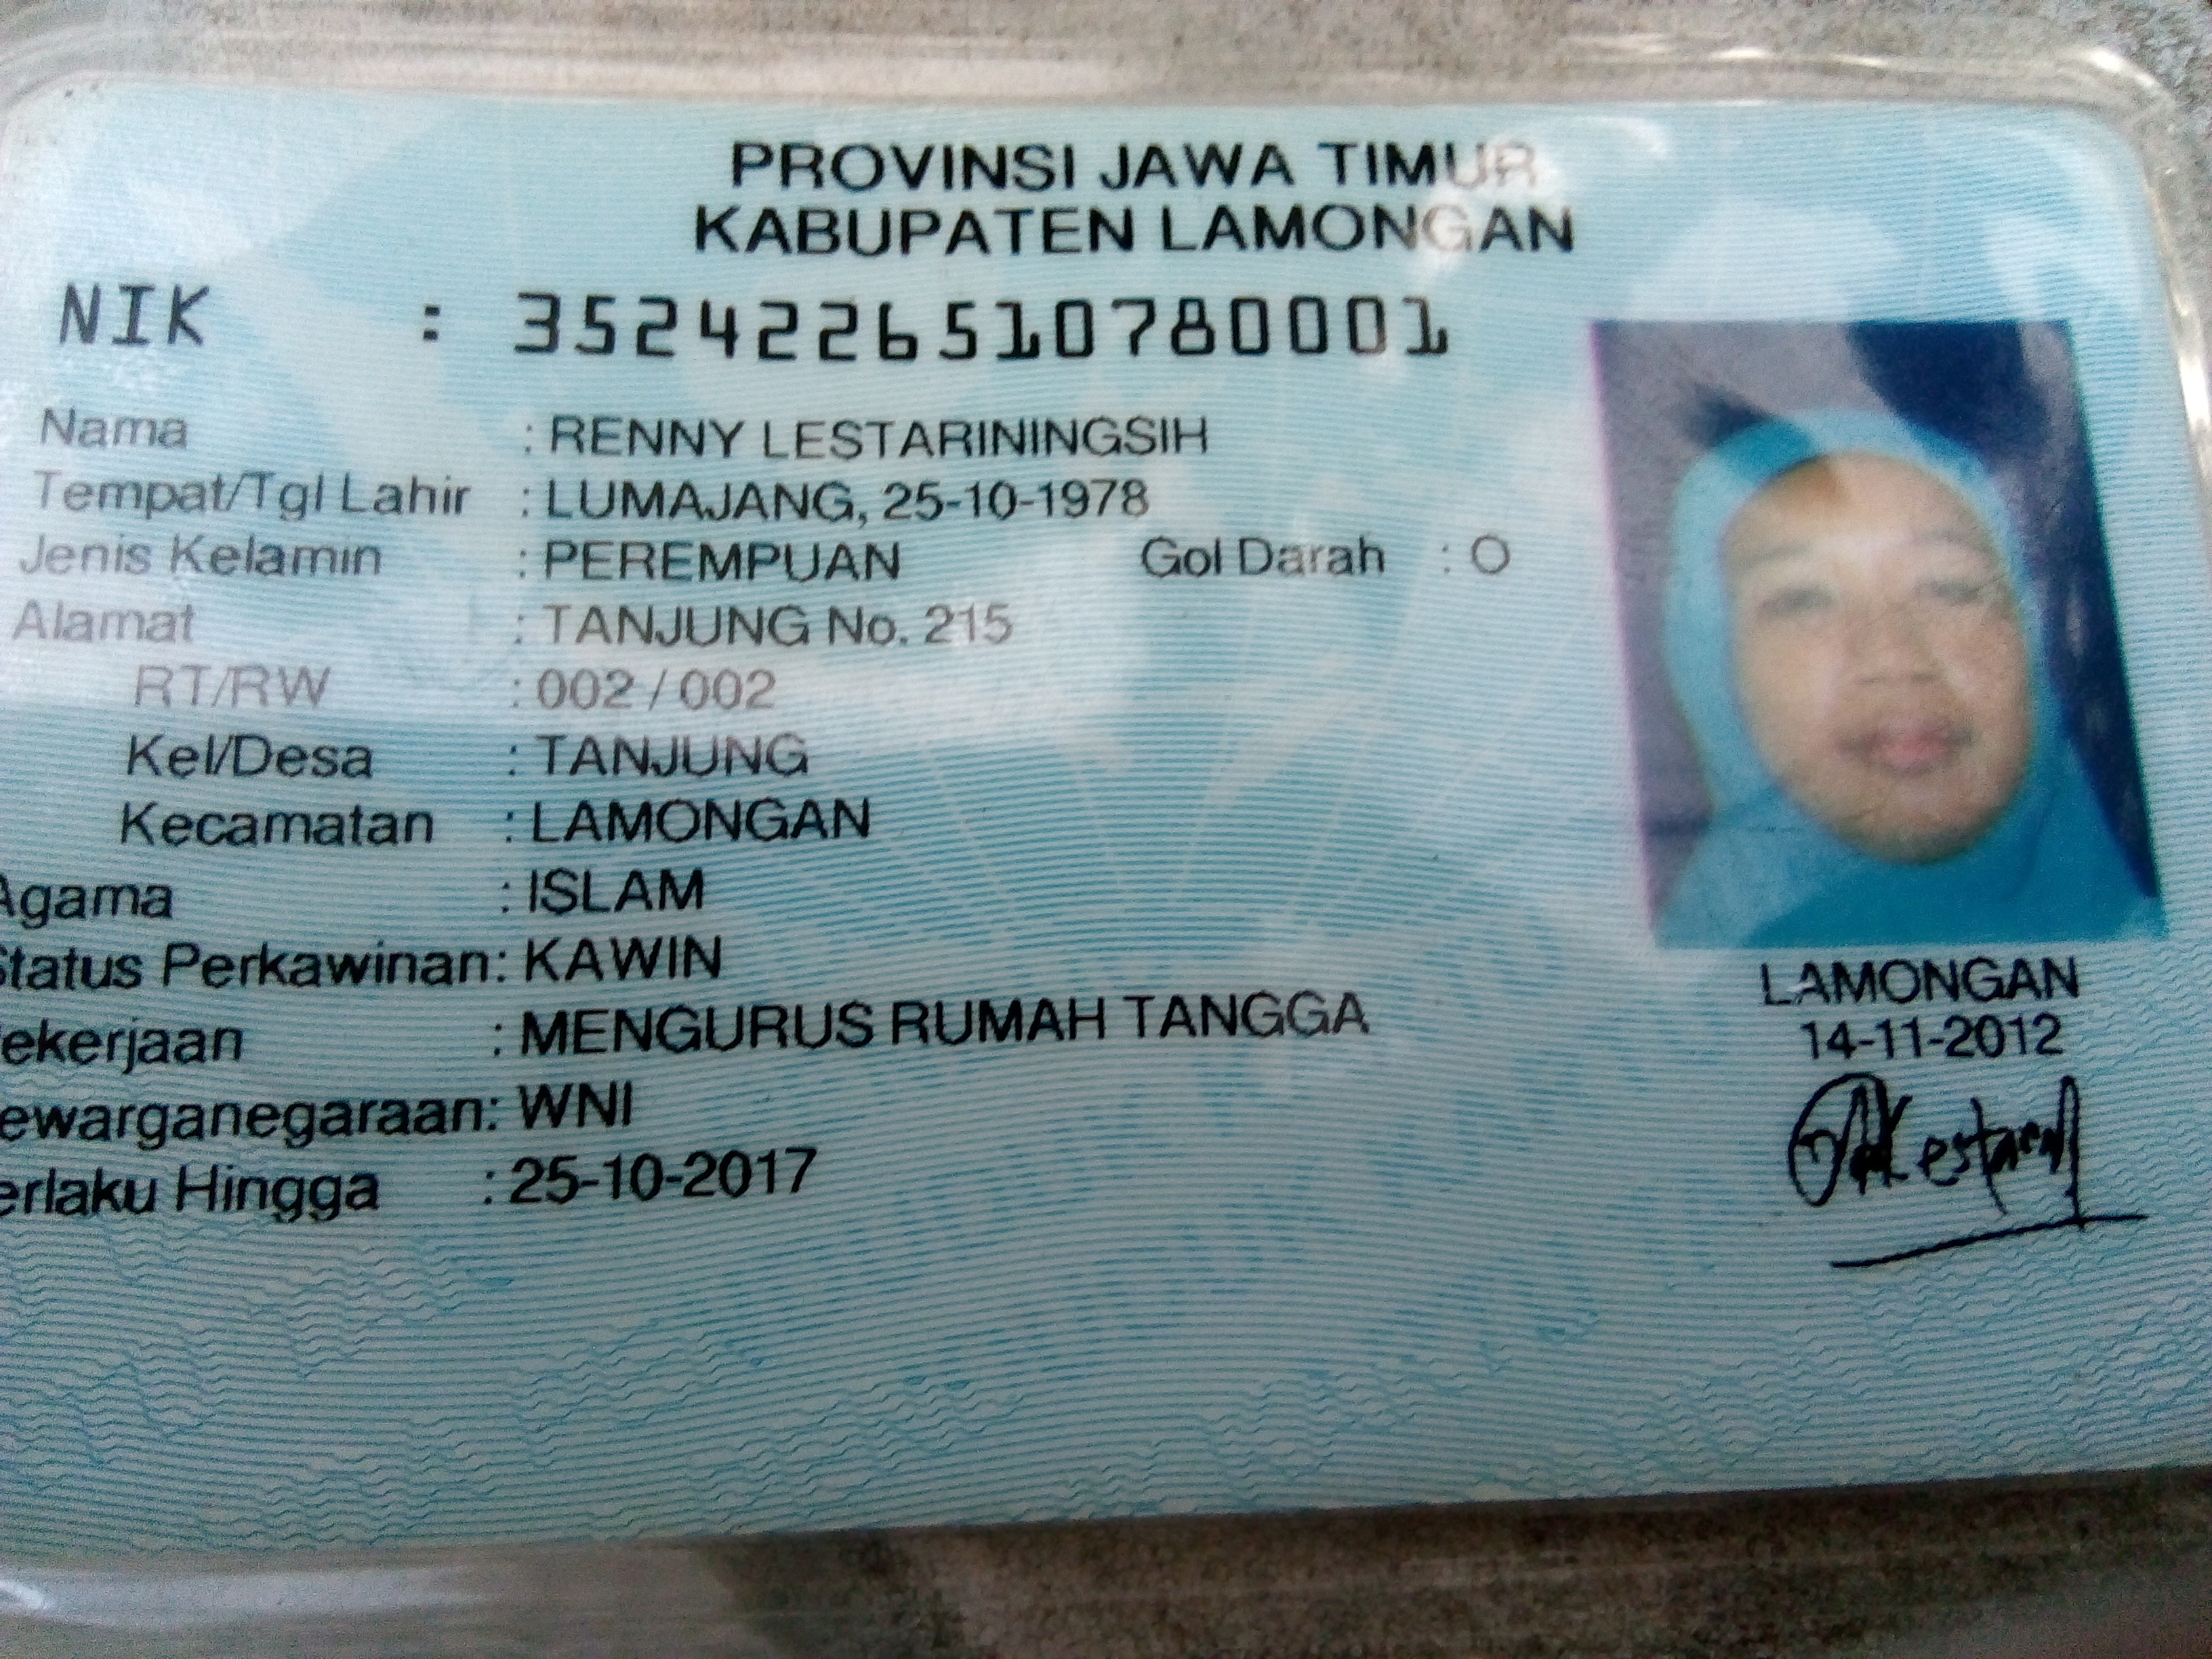 PROVINSI JAWA TIMUR
KABUPATEN LAMONGAN
NIK : 3524226510780001
Nama : RENNY LESTARININGSIH
Tempat/Tgl Lahir : LUMAJANG, 25-10-1978
Jenis Kelamin : PEREMPUAN Gol Darah : O
Alamat : TANJUNG No. 215
RT/RW : 002 / 002
Kel/Desa : TANJUNG
Kecamatan : LAMONGAN
Agama : ISLAM
Status Perkawinan: KAWIN
ekerjaan : MENGURUS RUMAH TANGGA
ewarganegaraan: WNI
erlaku Hingga : 25-10-2017
LAMONGAN
14-11-2012